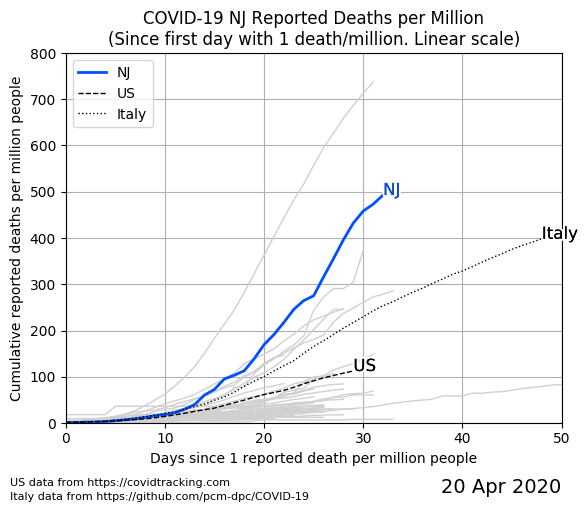 COVID-19 NJ Reported Deaths per Million
(Since first day with 1 death/million. Linear scale)
Cumulative reported deaths per million people
800
700
600
500
400
300
200
100
0
NJ
US
Italy
NJ
Italy
US
0 10 20 30 40 50
Days since 1 reported death per million people
US data from https://covidtracking.com
Italy data from https://github.com/pcm-dpc/COVID-19
20 Apr 2020